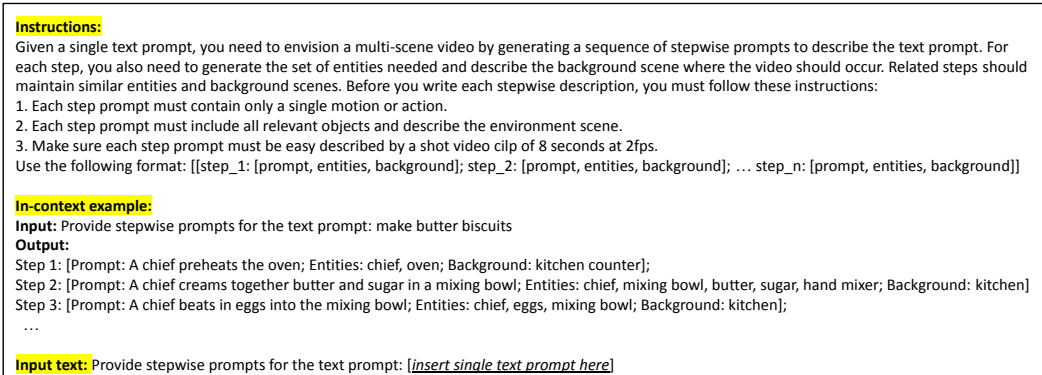 Instructions:
Given a single text prompt, you need to envision a multi-scene video by generating a sequence of stepwise prompts to describe the text prompt. For
each step, you also need to generate the set of entities needed and describe the background scene where the video should occur. Related steps should
maintain similar entities and background scenes. Before you write each stepwise description, you must follow these instructions:
1. Each step prompt must contain only a single motion or action.
2. Each step prompt must include all relevant objects and describe the environment scene.
3. Make sure each step prompt must be easy described by a shot video cilp of 8 seconds at 2fps.
Use the following format: [[step_1: [prompt, entities, background]; step_2: [prompt, entities, background]; … step_n: [prompt, entities, background]]
In-context example:
Input: Provide stepwise prompts for the text prompt: make butter biscuits
Output:
Step 1: [Prompt: A chief preheats the oven; Entities: chief, oven; Background: kitchen counter];
Step 2: [Prompt: A chief creams together butter and sugar in a mixing bowl; Entities: chief, mixing bowl, butter, sugar, hand mixer; Background: kitchen]
Step 3: [Prompt: A chief beats in eggs into the mixing bowl; Entities: chief, eggs, mixing bowl; Background: kitchen];
…
Input text: Provide stepwise prompts for the text prompt: [insert single text prompt here]